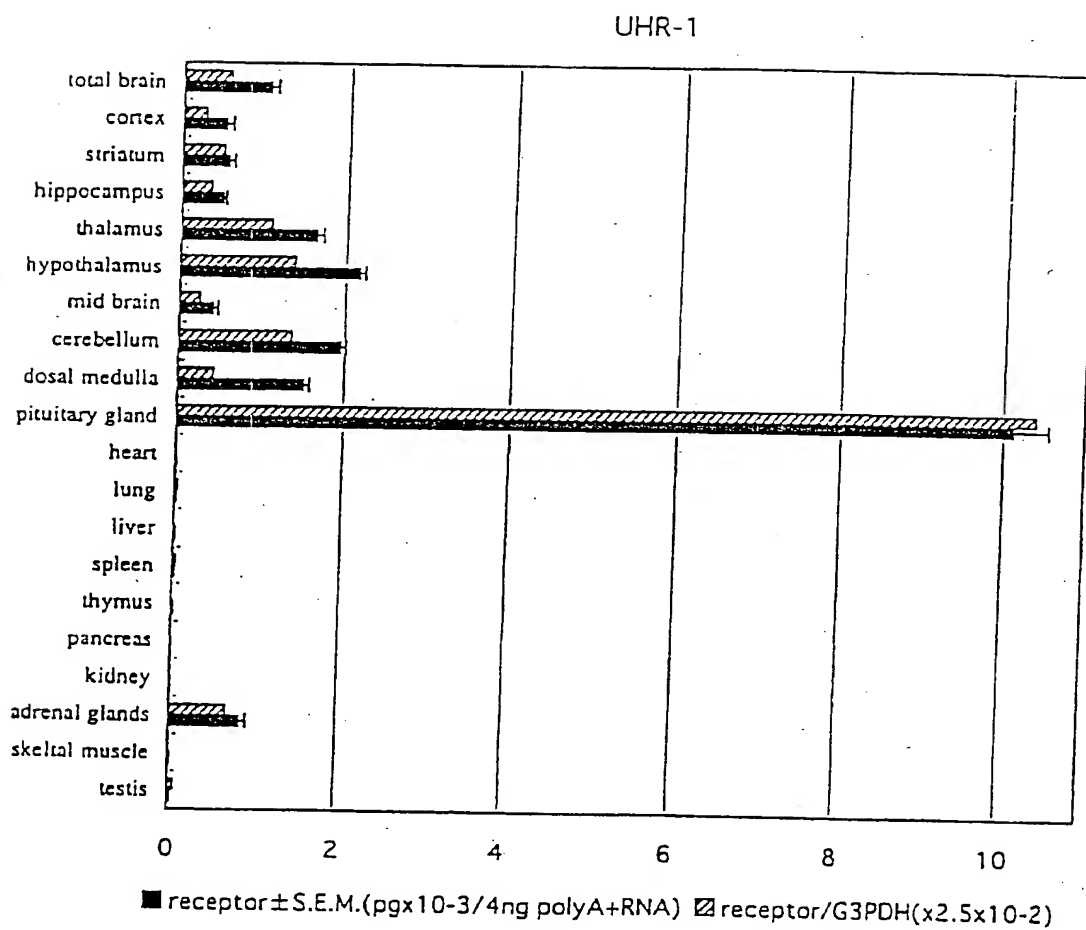 UHR-1
total brain
cortex
striatum
hippocampus
thalamus
hypothalamus
mid brain
cerebellum
dosal medulla
pituitary gland
heart
lung
liver
spleen
thymus
pancreas
kidney
adrenal glands
skeltal muscle
testis
0 2 4 6 8 10
receptor±S.E.M.(pgx10-3/4ng polyA+RNA) receptor/G3PDH(x2.5x10-2)